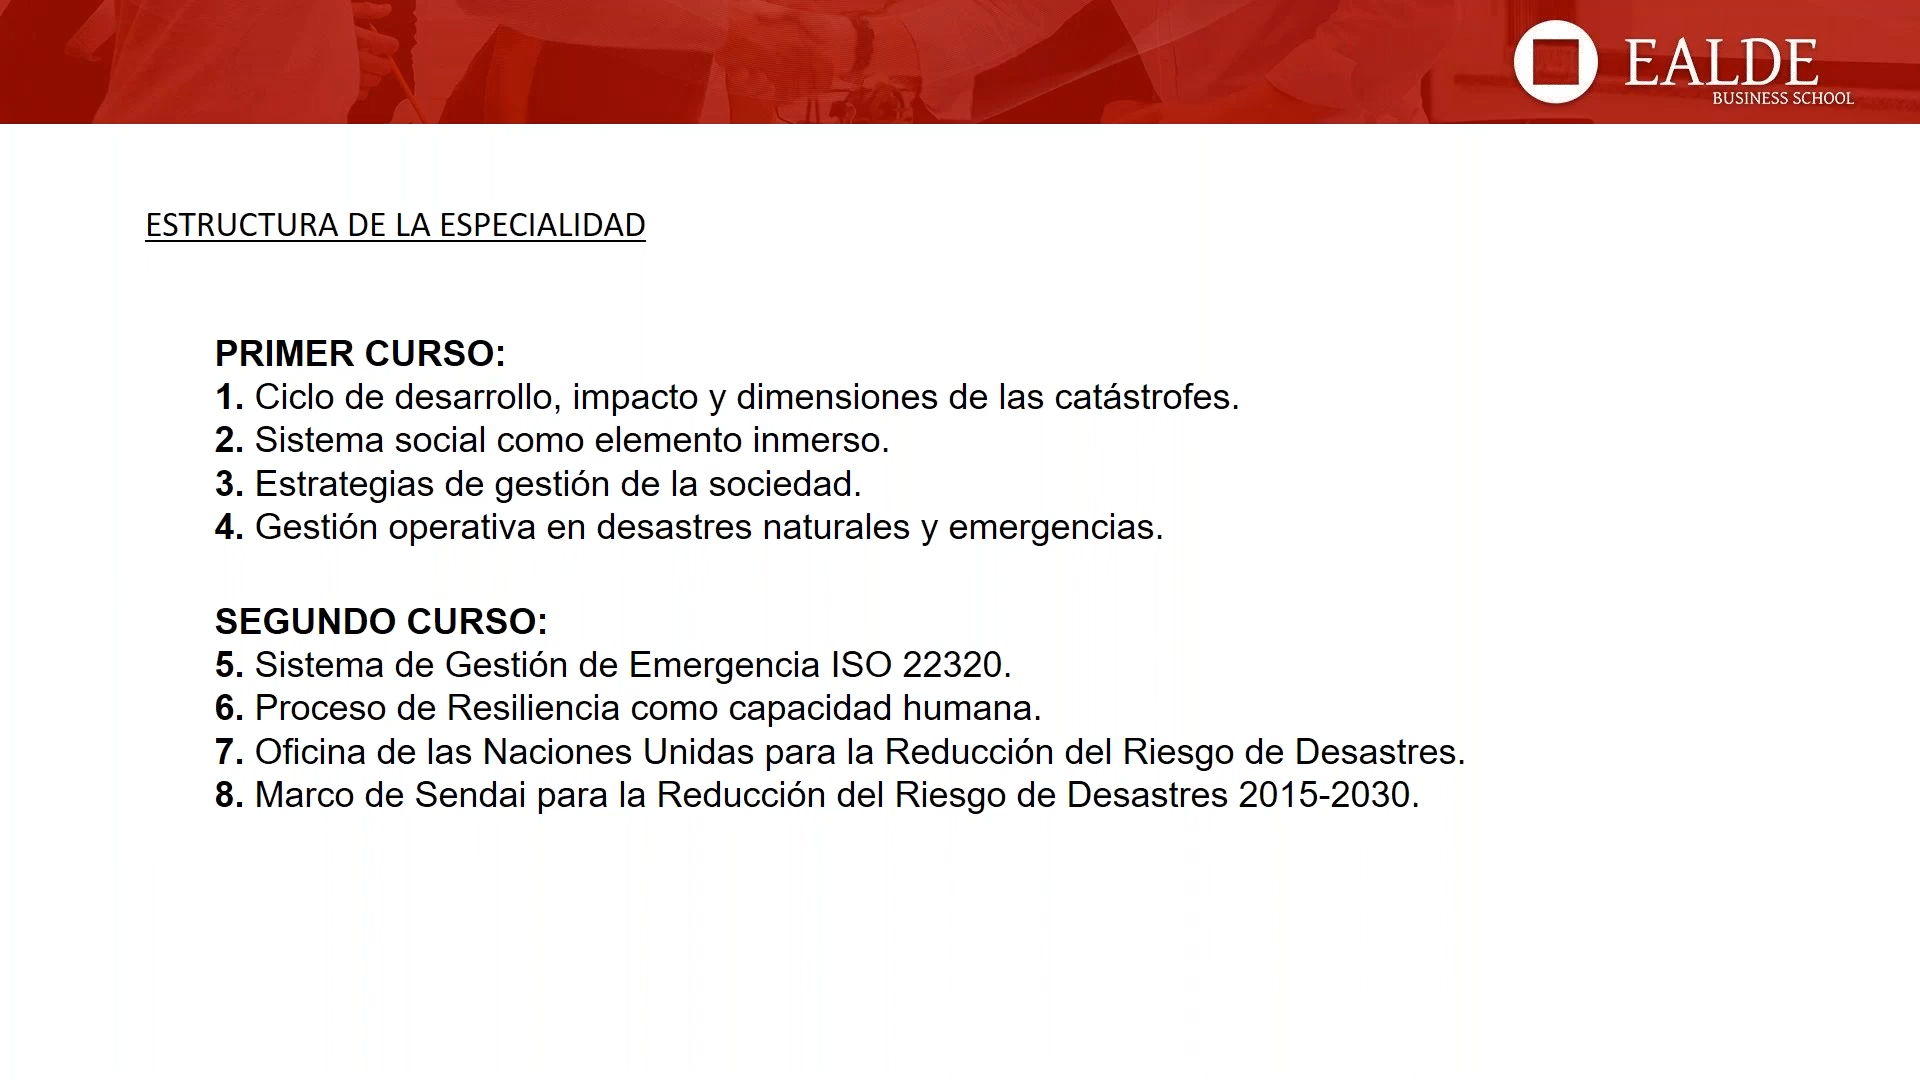 EALDE
BUSINESS SCHOOL
ESTRUCTURA DE LA ESPECIALIDAD
PRIMER CURSO:
1. Ciclo de desarrollo, impacto y dimensiones de las catástrofes.
2. Sistema social como elemento inmerso.
3. Estrategias de gestión de la sociedad.
4. Gestión operativa en desastres naturales y emergencias.
SEGUNDO CURSO:
5. Sistema de Gestión de Emergencia ISO 22320.
6. Proceso de Resiliencia como capacidad humana.
7. Oficina de las Naciones Unidas para la Reducción del Riesgo de Desastres.
8. Marco de Sendai para la Reducción del Riesgo de Desastres 2015-2030.